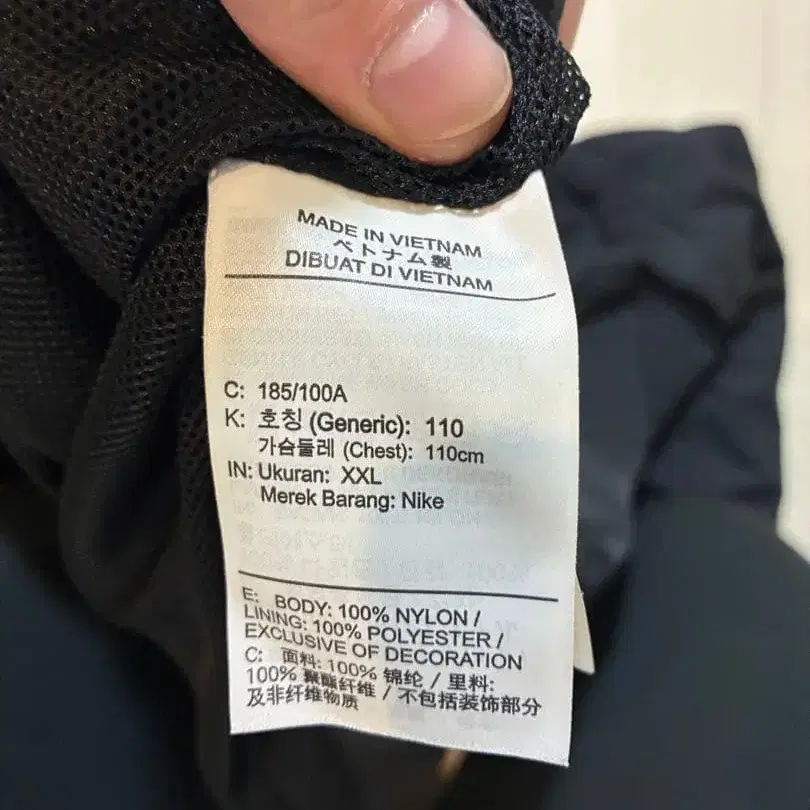 MADE IN VIETNAM
ベトナム製
DIBUAT DI VIETNAM
C: 185/100A
K: 호칭 (Generic): 110
가슴둘레 (Chest): 110cm
IN: Ukuran: XXL
Merek Barang: Nike
E: BODY: 100% NYLON /
LINING: 100% POLYESTER /
EXCLUSIVE OF DECORATION
C: 面料: 100% 锦纶 / 里料:
100% 聚酯纤维 / 不包括装饰部分
及非纤维物质